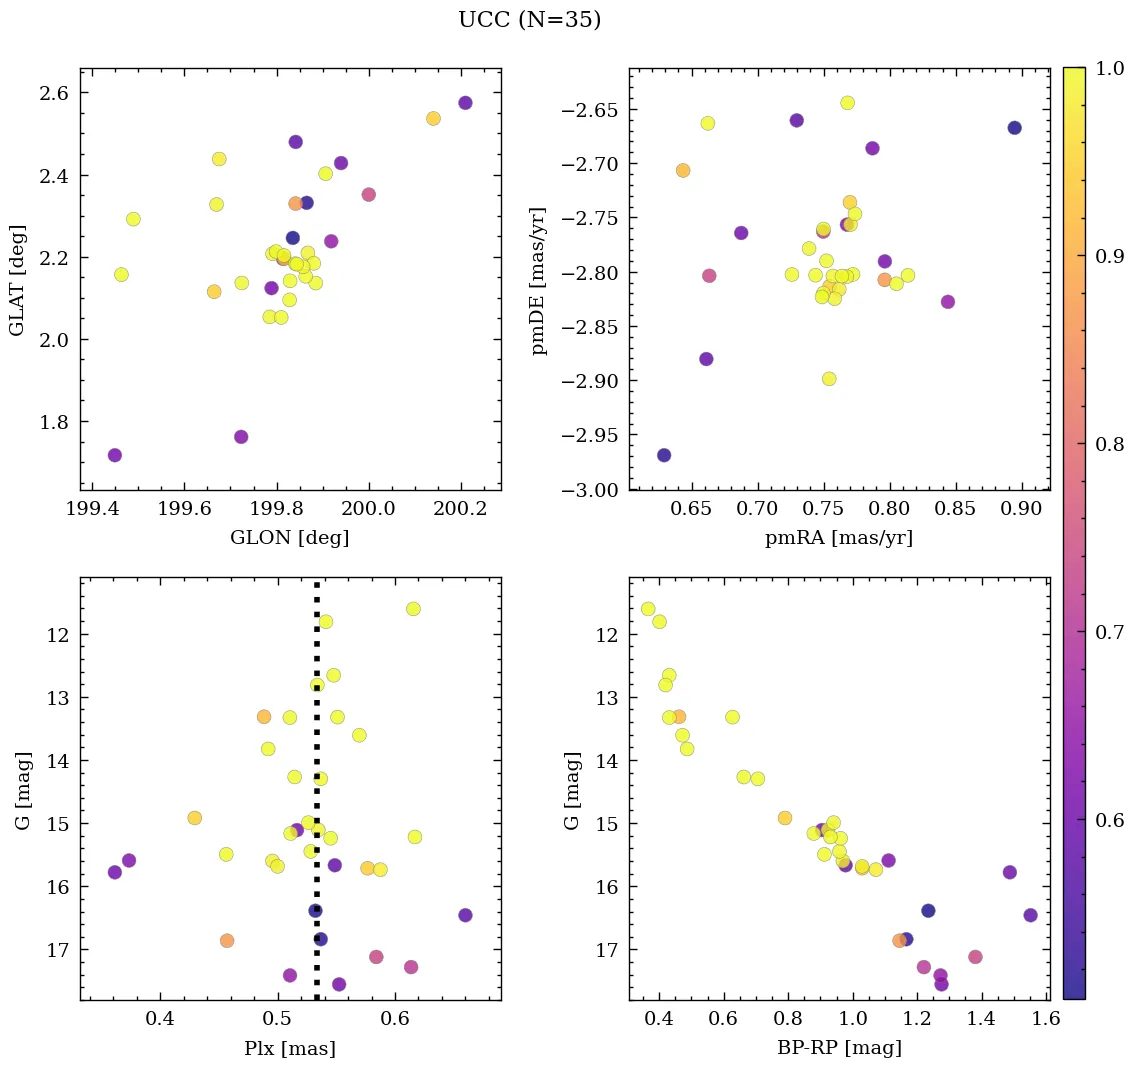 UCC (N=35)
2.6
2.4
2.2
2.0
1.8
GLAT [deg]
199.4 199.6 199.8 200.0 200.2
GLON [deg]
−2.65
−2.70
−2.75
−2.80
−2.85
−2.90
−2.95
−3.00
pmDE [mas/yr]
0.65 0.70 0.75 0.80 0.85 0.90
pmRA [mas/yr]
12
13
14
15
16
17
G [mag]
0.4 0.5 0.6
Plx [mas]
12
13
14
15
16
17
G [mag]
0.4 0.6 0.8 1.0 1.2 1.4 1.6
BP-RP [mag]
1.0
0.9
0.8
0.7
0.6